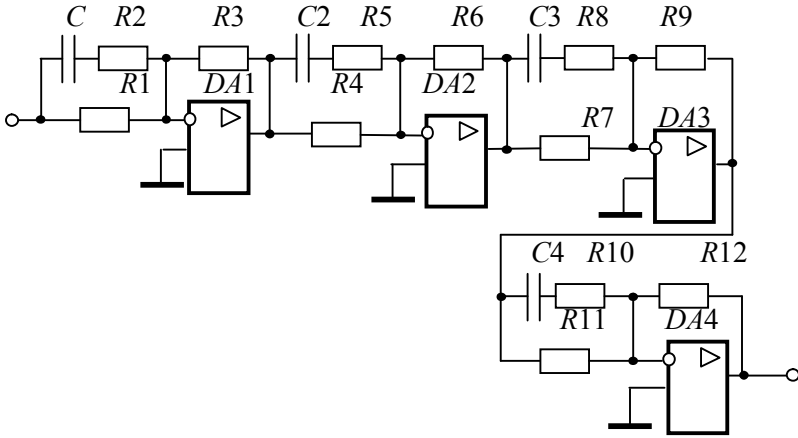 C R2 R3 C2 R5 R6 C3 R8 R9
R1 DA1 R4 DA2
R7 DA3
C4 R10 R12
R11 DA4